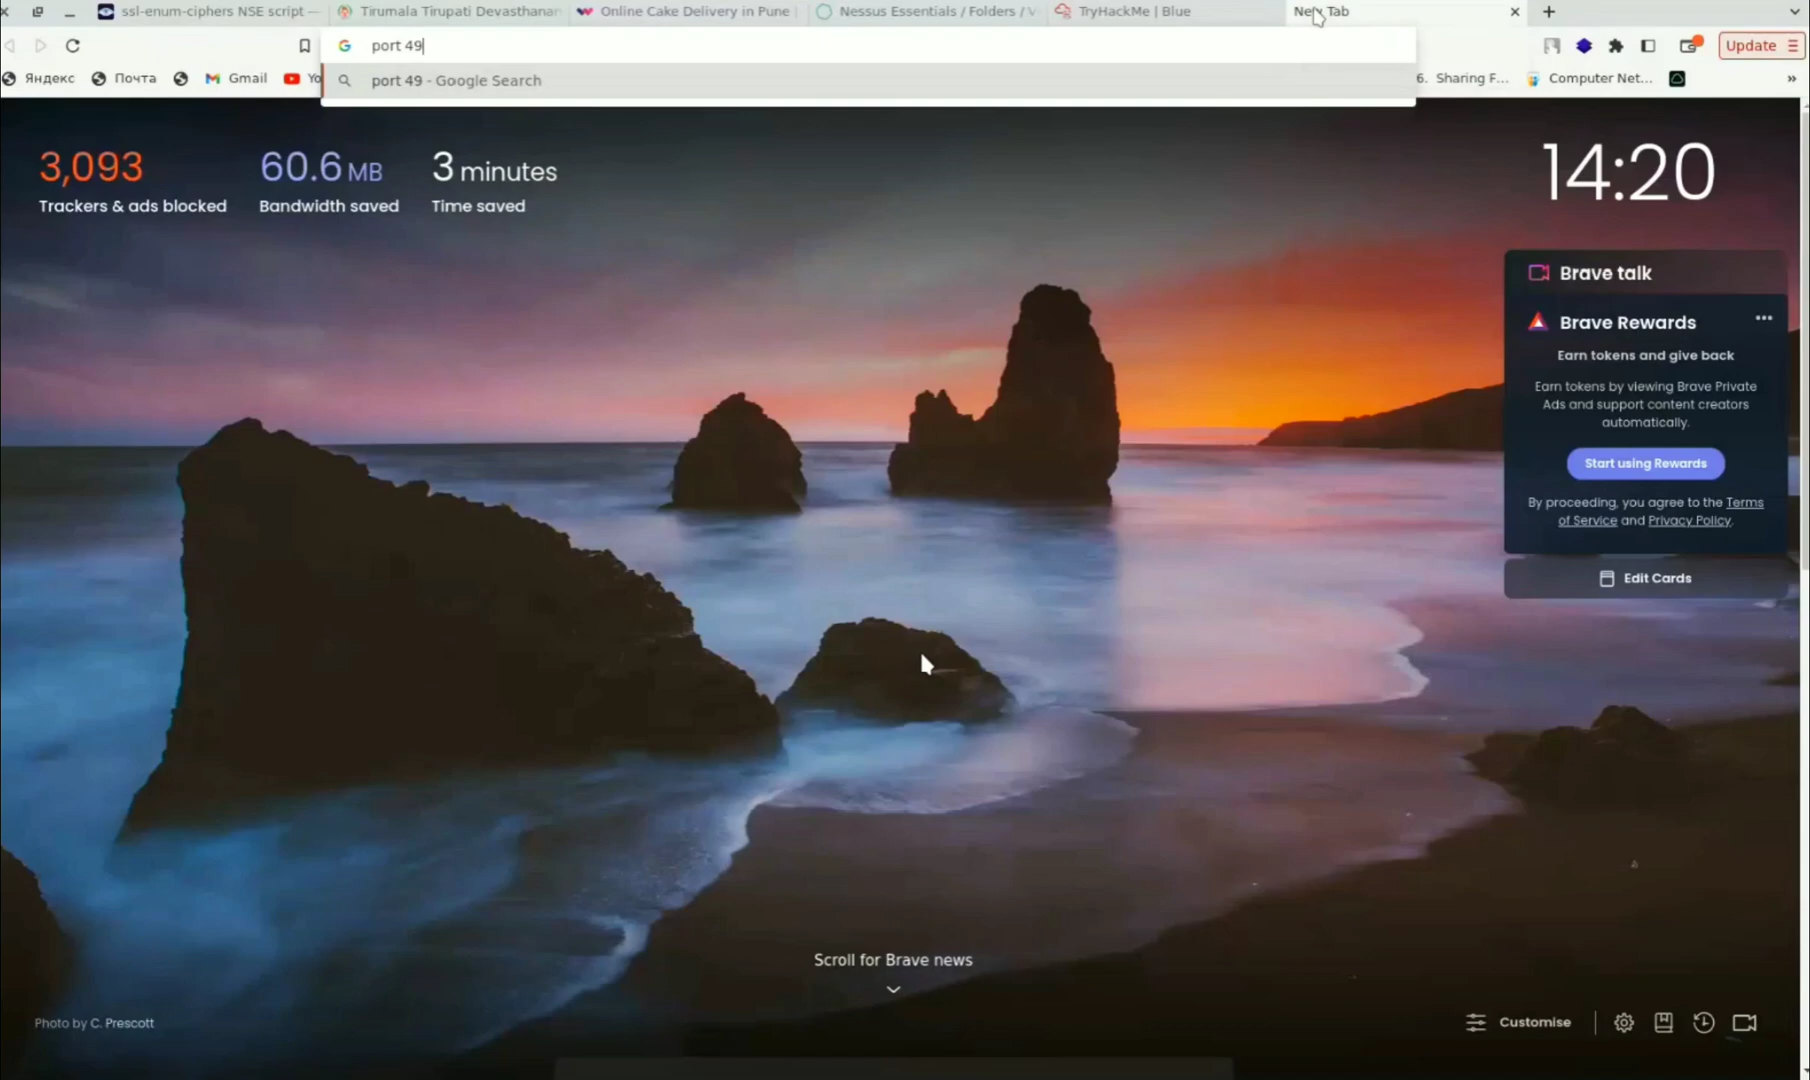 ssl-enum-ciphers NSE script —
Tirumala Tirupati Devasthanan
Online Cake Delivery in Pune |
Nessus Essentials / Folders / V
TryHackMe | Blue
New Tab
port 49
Update
port 49 - Google Search
Яндекс
Почта
Gmail
Yo
6. Sharing F...
Computer Net...
»
3,093
Trackers & ads blocked
60.6 MB
Bandwidth saved
3 minutes
Time saved
14:20
Brave talk
Brave Rewards
Earn tokens and give back
Earn tokens by viewing Brave Private
Ads and support content creators
automatically.
Start using Rewards
By proceeding, you agree to the Terms
of Service and Privacy Policy.
Edit Cards
Scroll for Brave news
Photo by C. Prescott
Customise